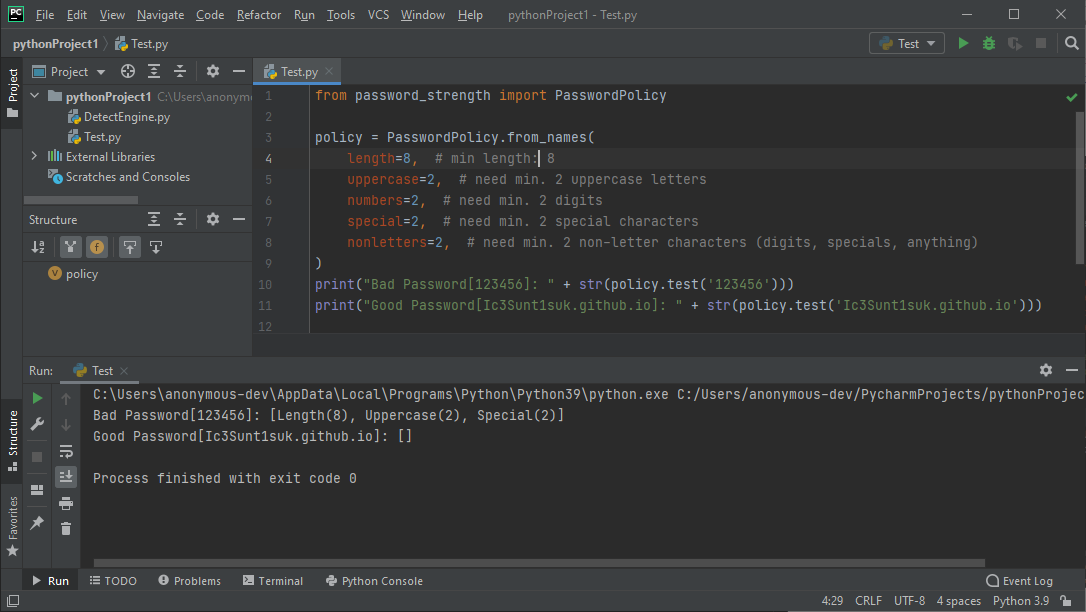 PC File Edit View Navigate Code Refactor Run Tools VCS Window Help pythonProject1 - Test.py
pythonProject1 Test.py Test
Project Project Test.py
pythonProject1 C:\Users\anonymo
DetectEngine.py
Test.py
External Libraries
Scratches and Consoles
Structure
policy
1 from password_strength import PasswordPolicy
2
3 policy = PasswordPolicy.from_names(
4 length=8, # min length: 8
5 uppercase=2, # need min. 2 uppercase letters
6 numbers=2, # need min. 2 digits
7 special=2, # need min. 2 special characters
8 nonletters=2, # need min. 2 non-letter characters (digits, specials, anything)
9 )
10 print("Bad Password[123456]: " + str(policy.test('123456')))
11 print("Good Password[Ic3Sunt1suk.github.io]: " + str(policy.test('Ic3Sunt1suk.github.io')))
12
Run: Test
C:\Users\anonymous-dev\AppData\Local\Programs\Python\Python39\python.exe C:/Users/anonymous-dev/PycharmProjects/pythonProjec
Bad Password[123456]: [Length(8), Uppercase(2), Special(2)]
Good Password[Ic3Sunt1suk.github.io]: []
Process finished with exit code 0
Structure
Favorites
Run TODO Problems Terminal Python Console Event Log
4:29 CRLF UTF-8 4 spaces Python 3.9